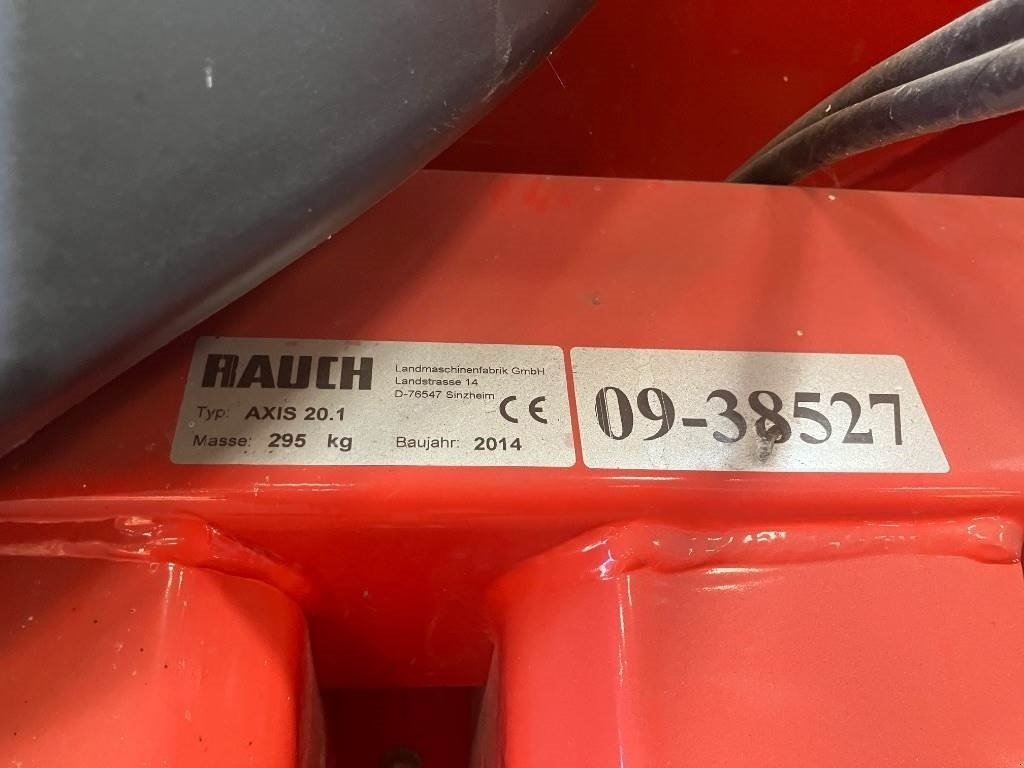 RAUCH
Landmaschinenfabrik GmbH
Landstrasse 14
D-76547 Sinzheim
Typ: AXIS 20.1
CE
Masse: 295 kg Baujahr: 2014
09-38527